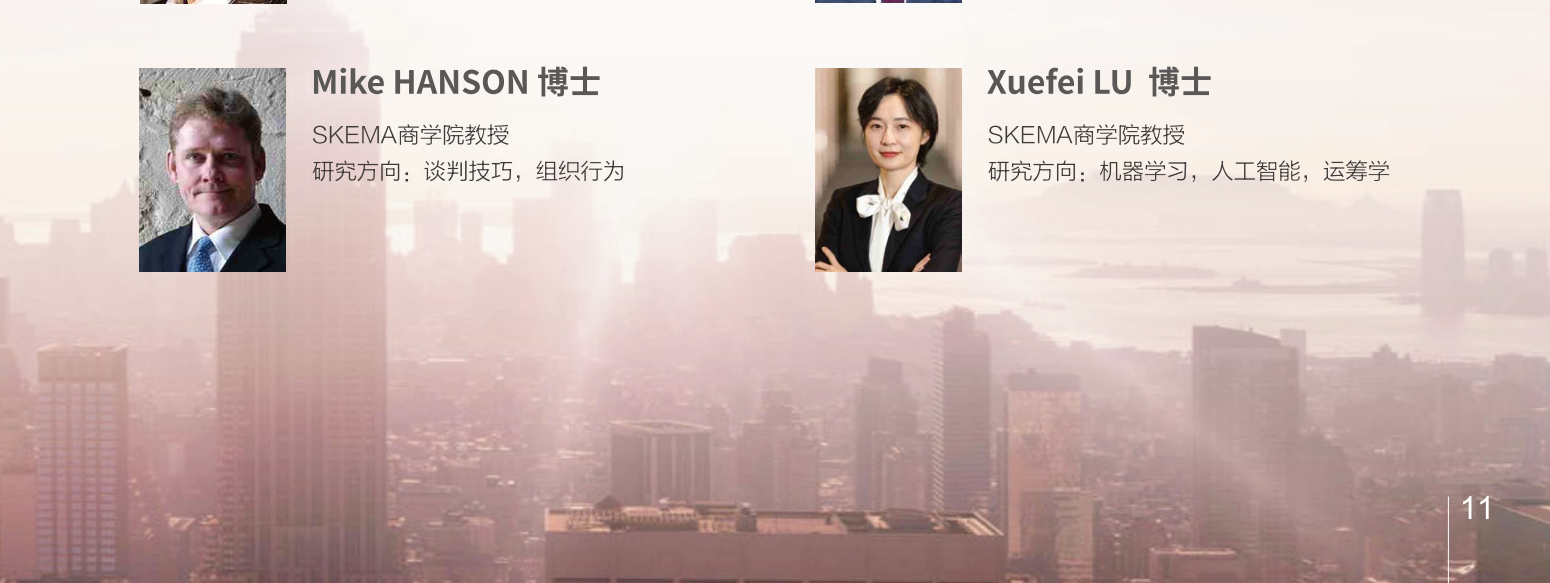 Mike HANSON 博士
SKEMA商学院教授
研究方向：谈判技巧，组织行为
Xuefei LU 博士
SKEMA商学院教授
研究方向：机器学习，人工智能，运筹学
11